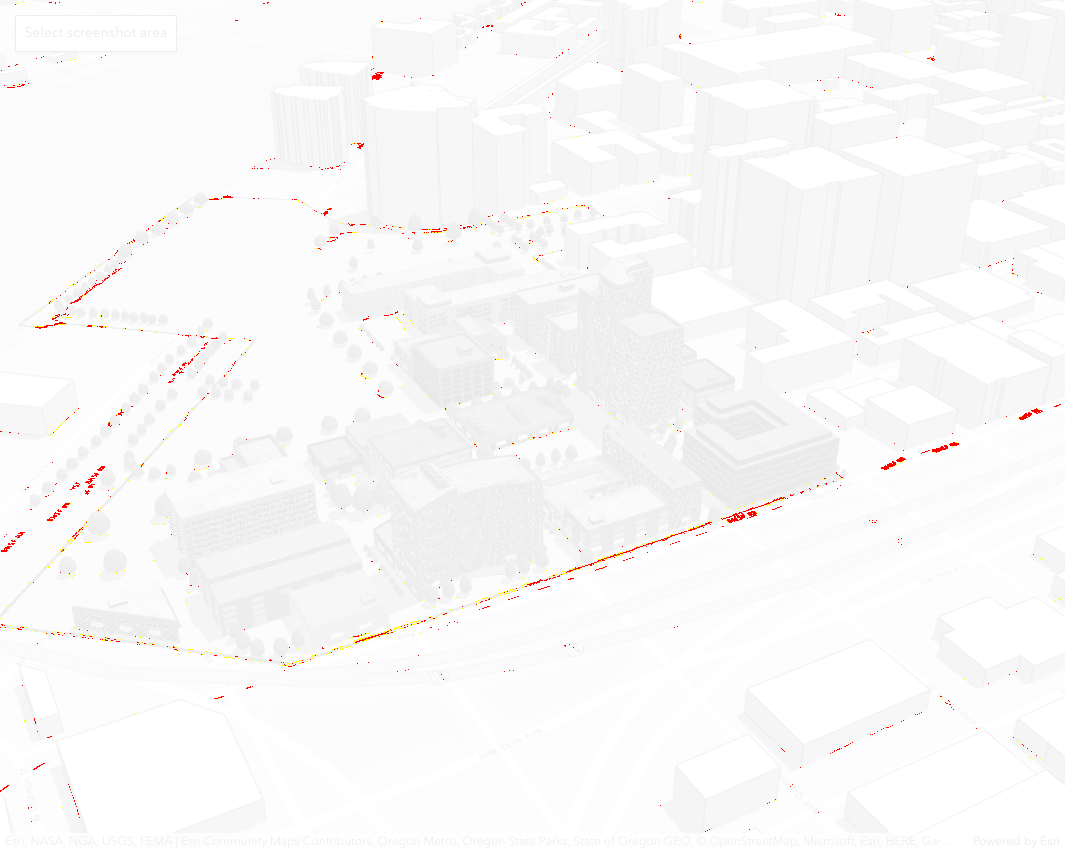 Select screenshot area
Esri, NASA, NGA, USGS, FEMA | Esri Community Maps Contributors, Oregon Metro, Oregon State Parks, State of Oregon GEO, © OpenStreetMap, Microsoft, Esri, HERE, Gar... Powered by Esri